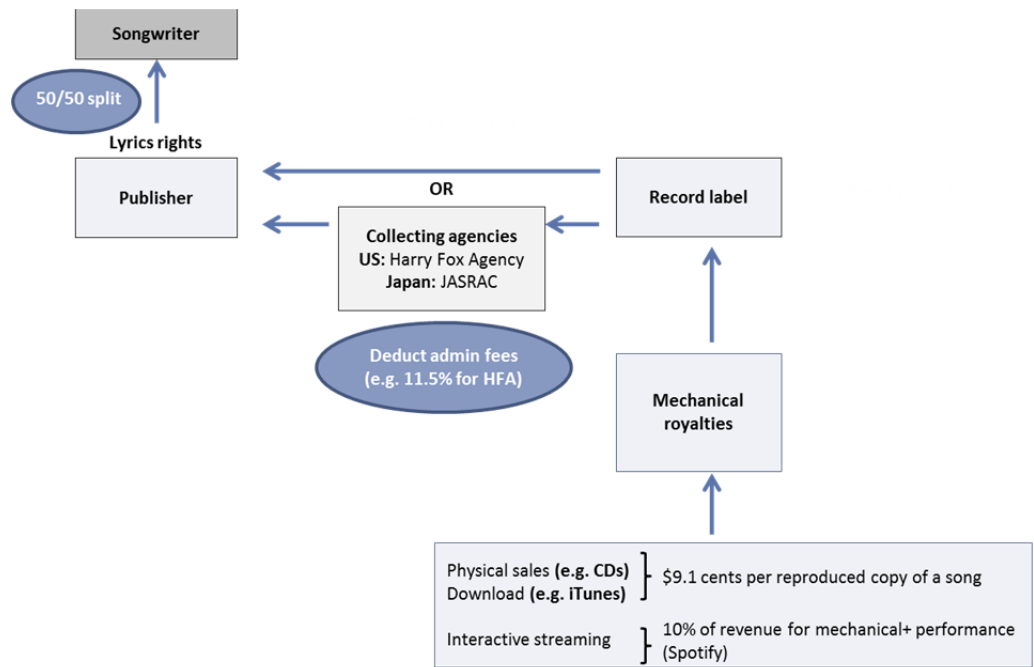 Songwriter
50/50 split
Lyrics rights
Publisher
OR
Record label
Collecting agencies
US: Harry Fox Agency
Japan: JASRAC
Deduct admin fees
(e.g. 11.5% for HFA)
Mechanical
royalties
Physical sales (e.g. CDs)
Download (e.g. iTunes)
$9.1 cents per reproduced copy of a song
Interactive streaming
10% of revenue for mechanical+ performance
(Spotify)